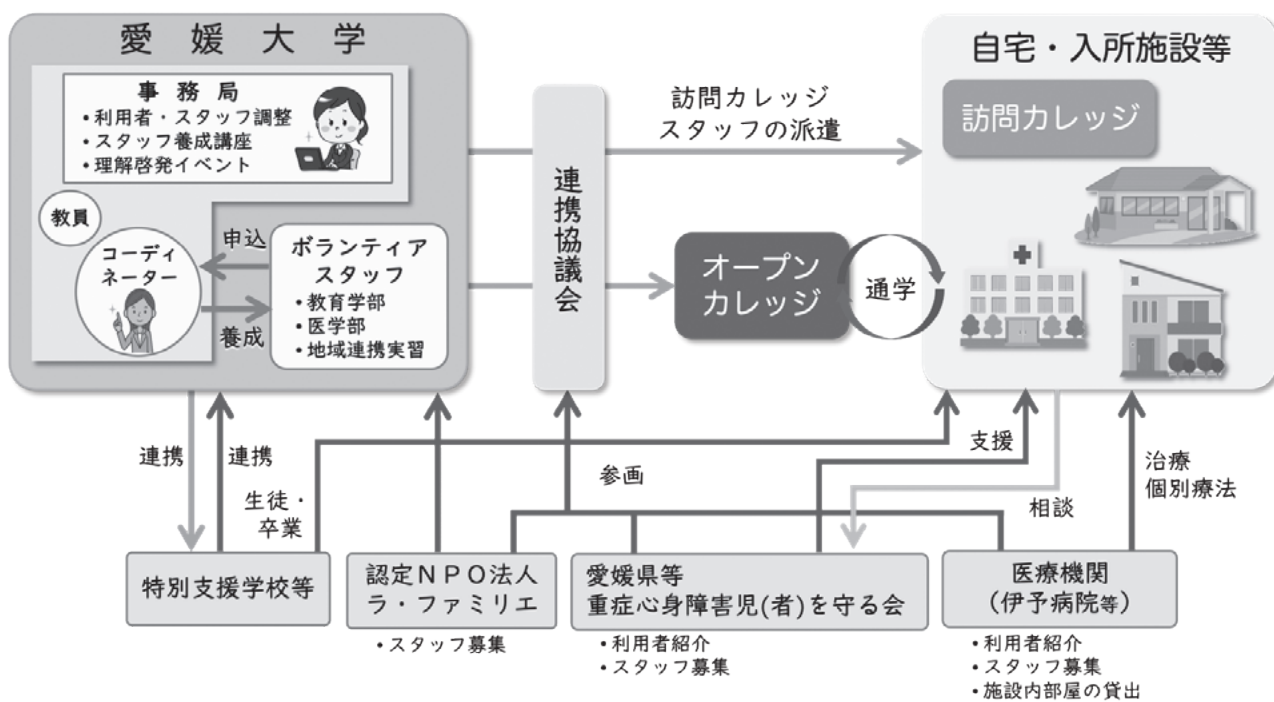 愛媛大学
事務局
•利用者・スタッフ調整
•スタッフ養成講座
•理解啓発イベント
教員
コーディ
ネーター
申込
養成
ボランティア
スタッフ
•教育学部
•医学部
•地域連携実習
連携協議会
訪問カレッジ
スタッフの派遣
オープン
カレッジ
通学
自宅・入所施設等
訪問カレッジ
連携
連携
生徒・
卒業
参画
支援
相談
治療
個別療法
特別支援学校等
認定NPO法人
ラ・ファミリエ
•スタッフ募集
愛媛県等
重症心身障害児(者)を守る会
•利用者紹介
•スタッフ募集
医療機関
(伊予病院等)
•利用者紹介
•スタッフ募集
•施設内部屋の貸出